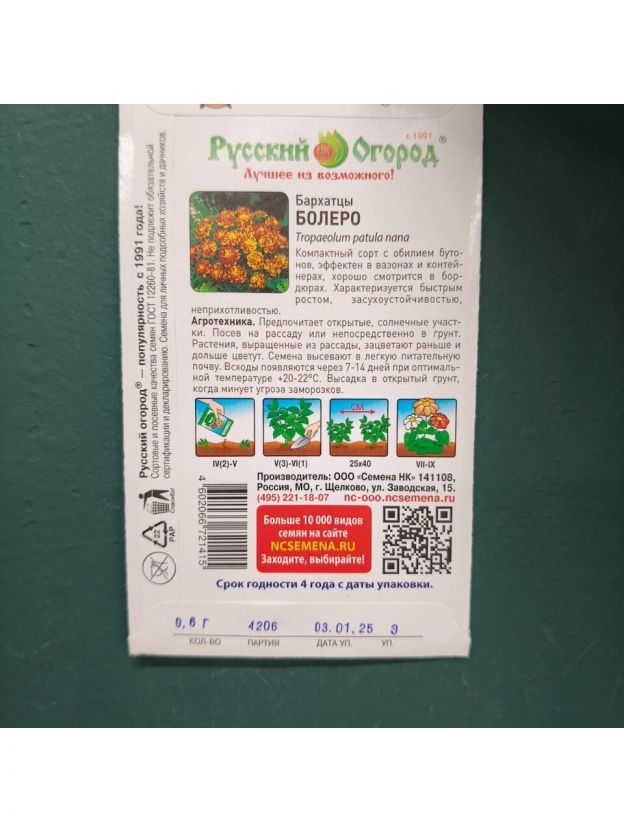 с 1991
Русский Огород®
Лучшее из возможного!
Бархатцы
БОЛЕРО
Tropaeolum patula nana
Компактный сорт с обилием буто-
нов, эффектен в вазонах и контей-
нерах, хорошо смотрится в бор-
дюрах. Характеризуется быстрым
ростом, засухоустойчивостью,
неприхотливостью.
Агротехника. Предпочитает открытые, солнечные участ-
ки. Посев на рассаду или непосредственно в грунт.
Растения, выращенные из рассады, зацветают раньше и
дольше цветут. Семена высевают в легкую питательную
почву. Всходы появляются через 7-14 дней при оптималь-
ной температуре +20-22°С. Высадка в открытый грунт,
когда минует угроза заморозков.
СМ
IV(2)-V
V(3)-VI(1)
25х40
VII-IX
Производитель: ООО «Семена НК» 141108,
Россия, МО, г. Щелково, ул. Заводская, 15.
(495) 221-18-07 nc-ooo.ncsemena.ru
Больше 10 000 видов
семян на сайте
NCSEMENA.RU
Заходите, выбирайте!
Срок годности 4 года с даты упаковки.
0,6 Г 4206 03.01,25 Э
КОЛ-ВО ПАРТИЯ ДАТА УП. УП.
Русский огород® — популярность с 1991 года!
Сортовые и посевные качества семян ГОСТ 12260-81. Не подлежит обязательной
сертификации и декларированию. Семена для личных подсобных хозяйств и дачников.
Спасибо!
22
PAP
4 602066 721415